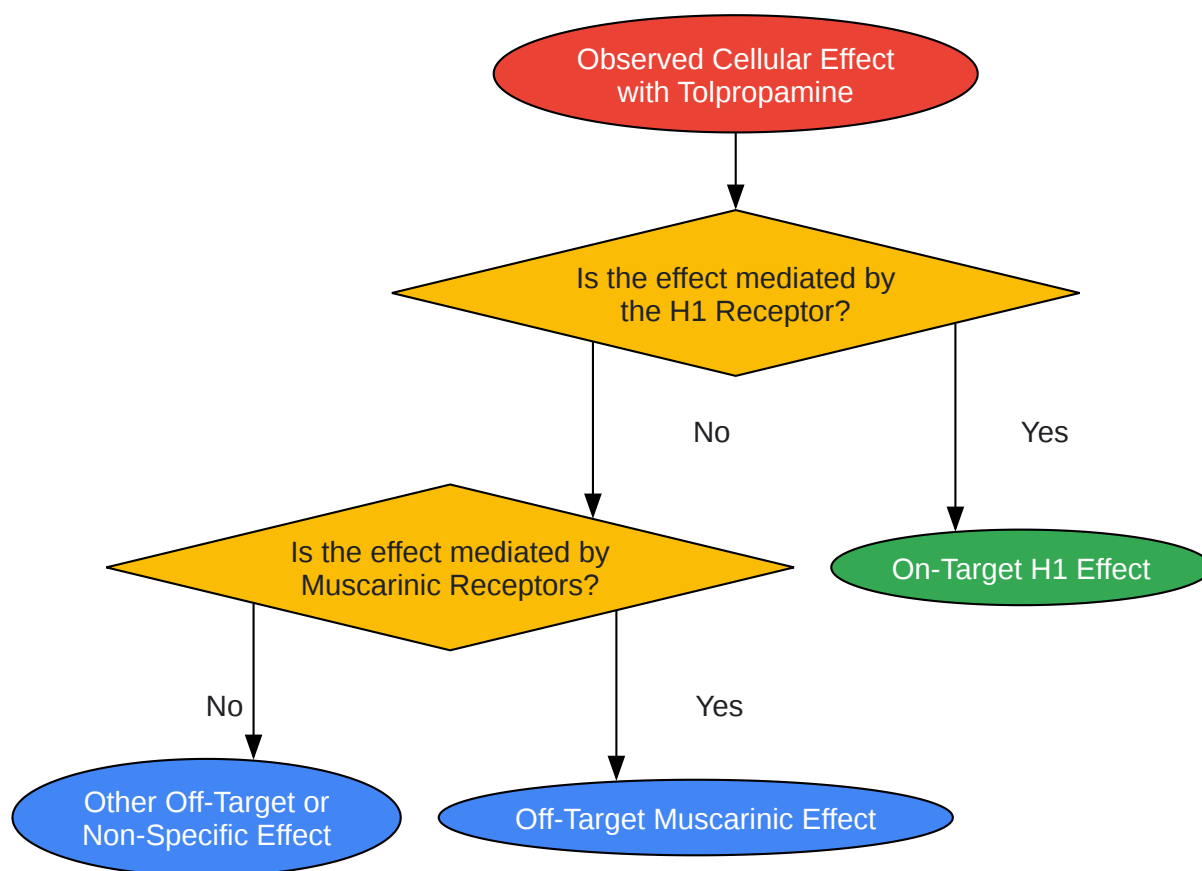 Observed Cellular Effect
with Tolpropamine
Is the effect mediated by
the H1 Receptor?
No
Yes
Is the effect mediated by
Muscarinic Receptors?
On-Target H1 Effect
No
Yes
Other Off-Target or
Non-Specific Effect
Off-Target Muscarinic Effect